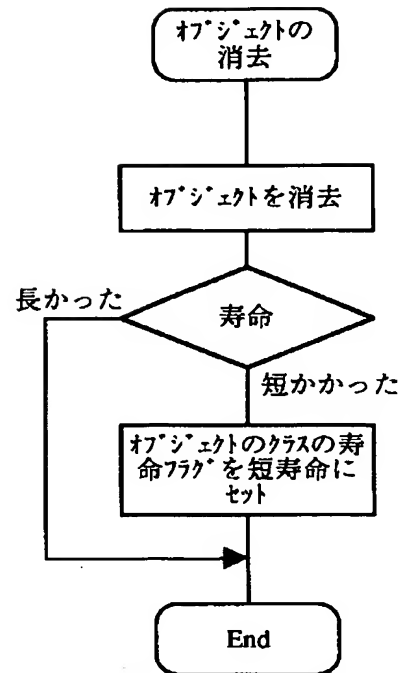 ｵﾌﾞｼﾞｪｸﾄの
消去
ｵﾌﾞｼﾞｪｸﾄを消去
寿命
長かった
短かかった
ｵﾌﾞｼﾞｪｸﾄのｸﾗｽの寿
命ﾌﾗｸﾞを短寿命に
ｾｯﾄ
End